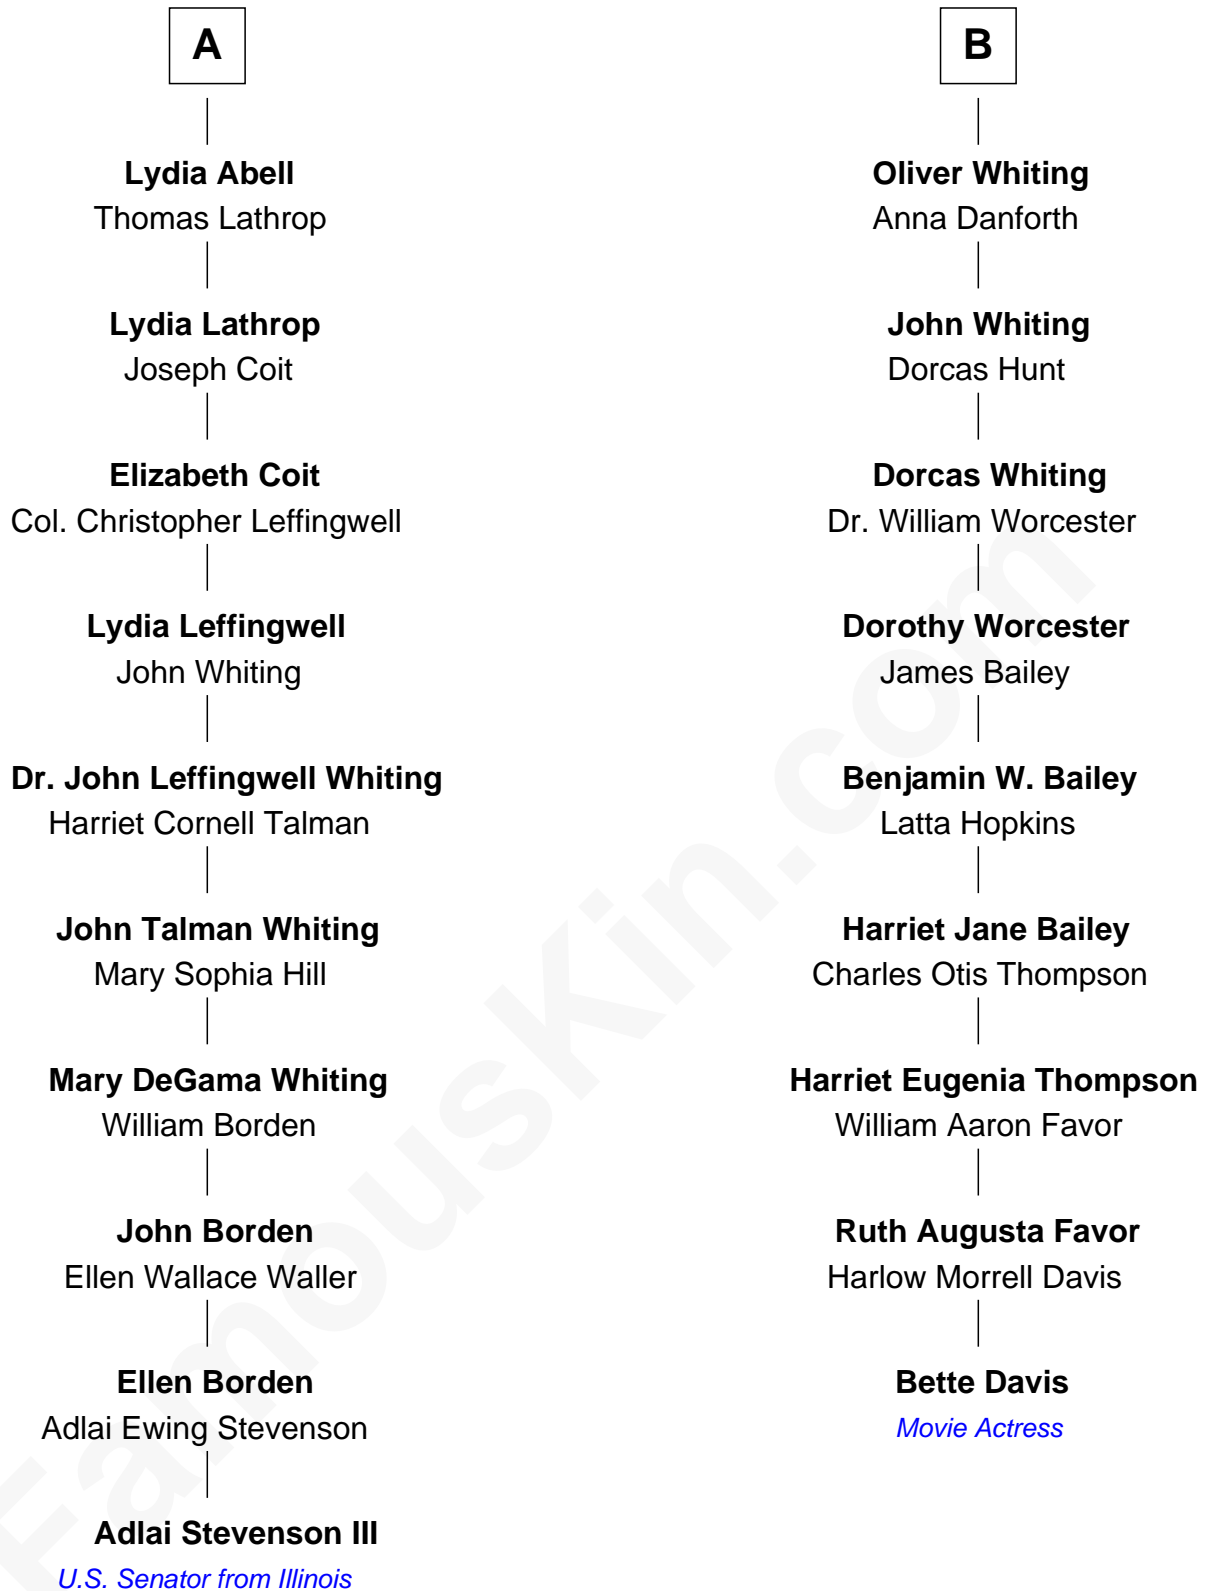 A
Lydia Abell
Thomas Lathrop
Lydia Lathrop
Joseph Coit
Elizabeth Coit
Col. Christopher Leffingwell
Lydia Leffingwell
John Whiting
Dr. John Leffingwell Whiting
Harriet Cornell Talman
John Talman Whiting
Mary Sophia Hill
Mary DeGama Whiting
William Borden
John Borden
Ellen Wallace Waller
Ellen Borden
Adlai Ewing Stevenson
Adlai Stevenson III
U.S. Senator from Illinois
B
Oliver Whiting
Anna Danforth
John Whiting
Dorcas Hunt
Dorcas Whiting
Dr. William Worcester
Dorothy Worcester
James Bailey
Benjamin W. Bailey
Latta Hopkins
Harriet Jane Bailey
Charles Otis Thompson
Harriet Eugenia Thompson
William Aaron Favor
Ruth Augusta Favor
Harlow Morrell Davis
Bette Davis
Movie Actress
FamousKin.com